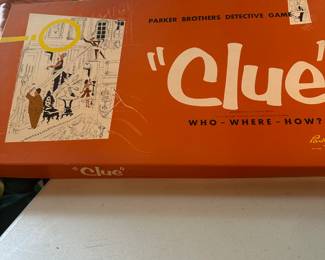 PARKER BROTHERS DETECTIVE GAME
"Clue"
WHO - WHERE - HOW?
"Clue"